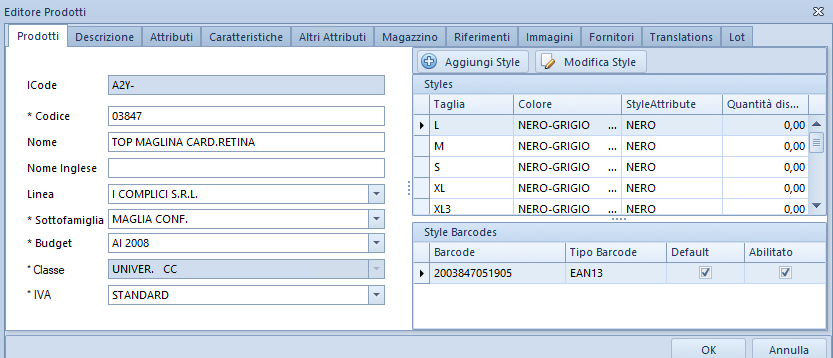 Editore Prodotti
Prodotti Descrizione Attributi Caratteristiche Altri Attributi Magazzino Riferimenti Immagini Fornitori Translations Lot
Aggiungi Style Modifica Style
ICode A2Y-
* Codice 03847
Nome TOP MAGLINA CARD.RETINA
Nome Inglese
Linea I COMPLICI S.R.L.
* Sottofamiglia MAGLIA CONF.
* Budget AI 2008
* Classe UNIVER. CC
* IVA STANDARD
Styles
Taglia Colore StyleAttribute Quantità dis...
L NERO-GRIGIO ... NERO 0,00
M NERO-GRIGIO ... NERO 0,00
S NERO-GRIGIO ... NERO 0,00
XL NERO-GRIGIO ... NERO 0,00
XL3 NERO-GRIGIO ... NERO 0,00
Style Barcodes
Barcode Tipo Barcode Default Abilitato
2003847051905 EAN13
OK Annulla